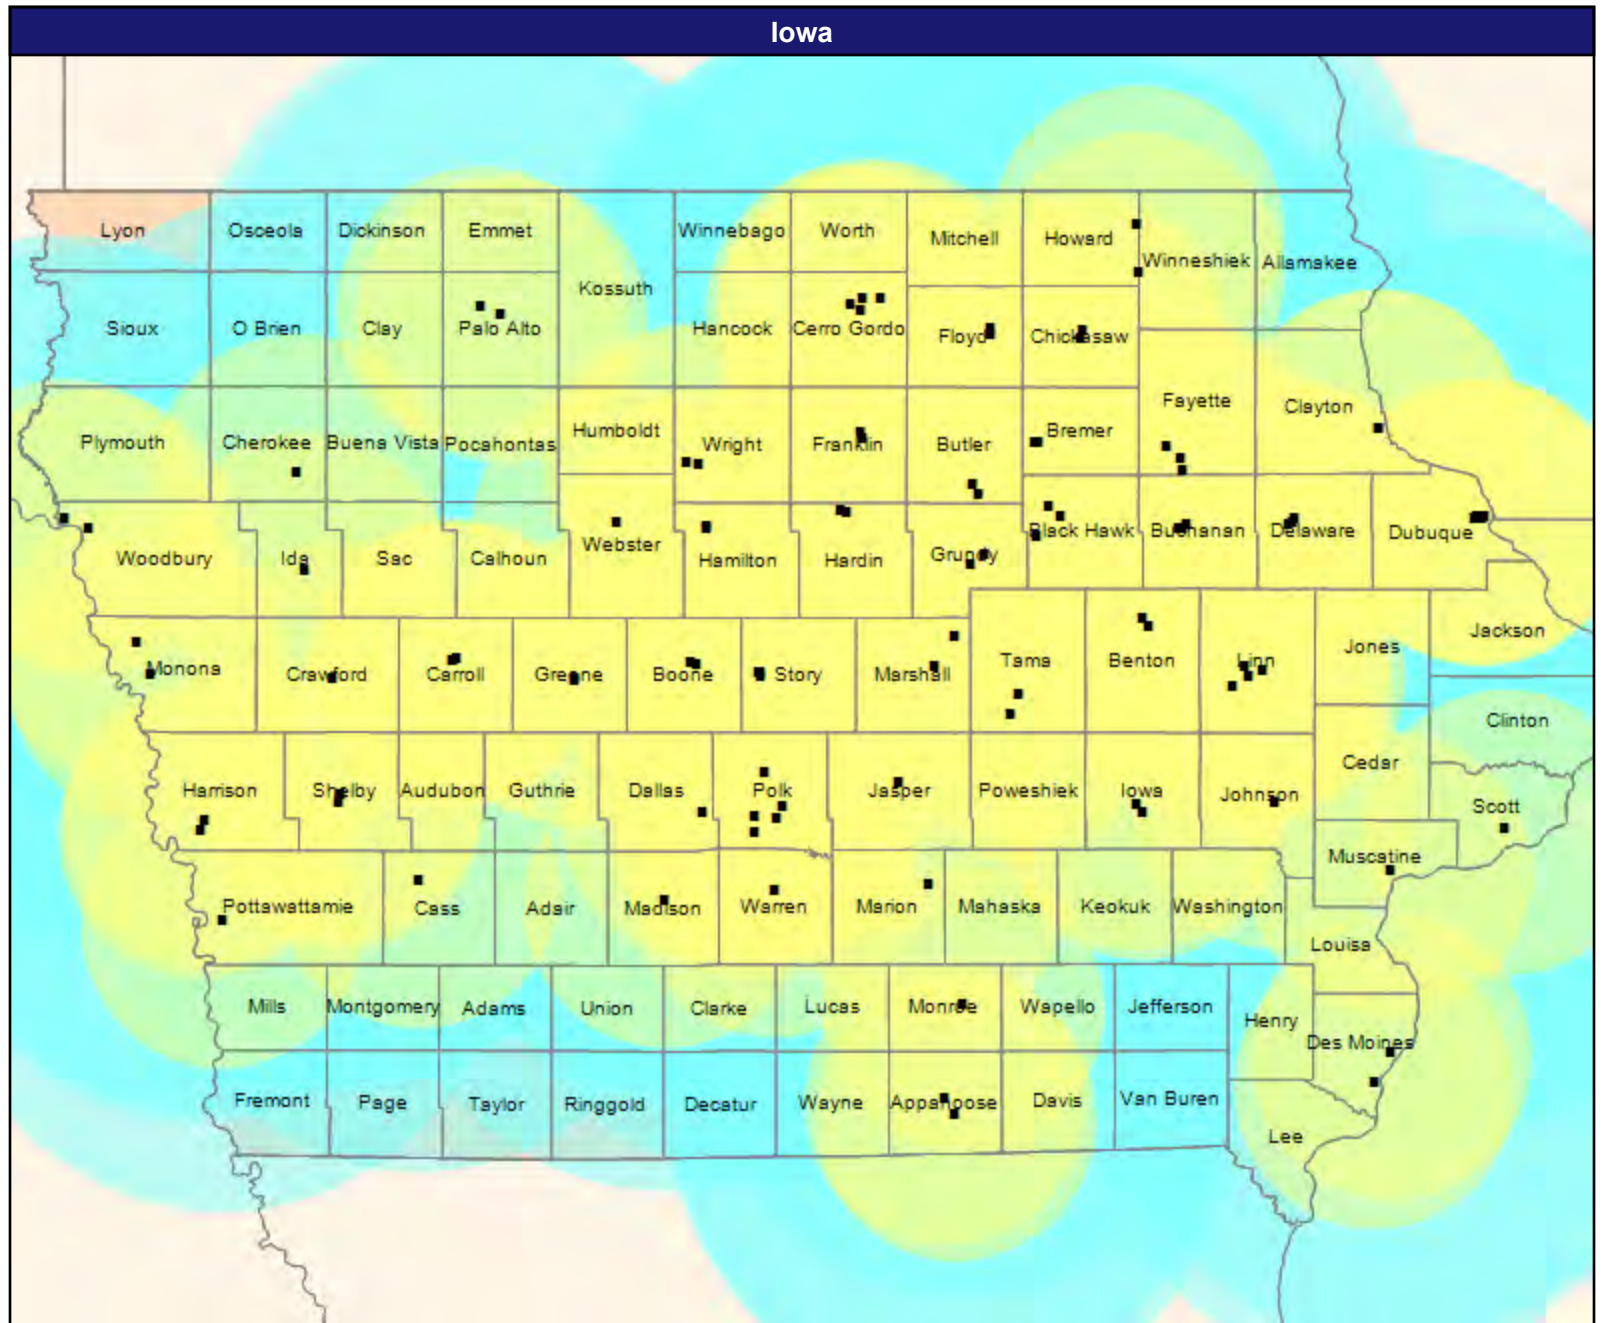 Iowa
Lyon Osceola Dickinson Emmet Kossuth Winnebago Worth Mitchell Howard Winneshiek Allamakee
Sioux O Brien Clay Palo Alto Hancock Cerro Gordo Floyd Chickasaw
Plymouth Cherokee Buena Vista Pocahontas Humboldt Wright Franklin Butler Bremer Fayette Clayton
Woodbury Ida Sac Calhoun Webster Hamilton Hardin Grundy Black Hawk Buchanan Delaware Dubuque
Monona Crawford Carroll Greene Boone Story Marshall Tama Benton Linn Jones Jackson
Clinton
Harrison Shelby Audubon Guthrie Dallas Polk Jasper Poweshiek Iowa Johnson Cedar Scott
Muscatine
Pottawattamie Cass Adair Madison Warren Marion Mahaska Keokuk Washington Louisa
Mills Montgomery Adams Union Clarke Lucas Monroe Wapello Jefferson Henry Des Moines
Fremont Page Taylor Ringgold Decatur Wayne Appanoose Davis Van Buren Lee